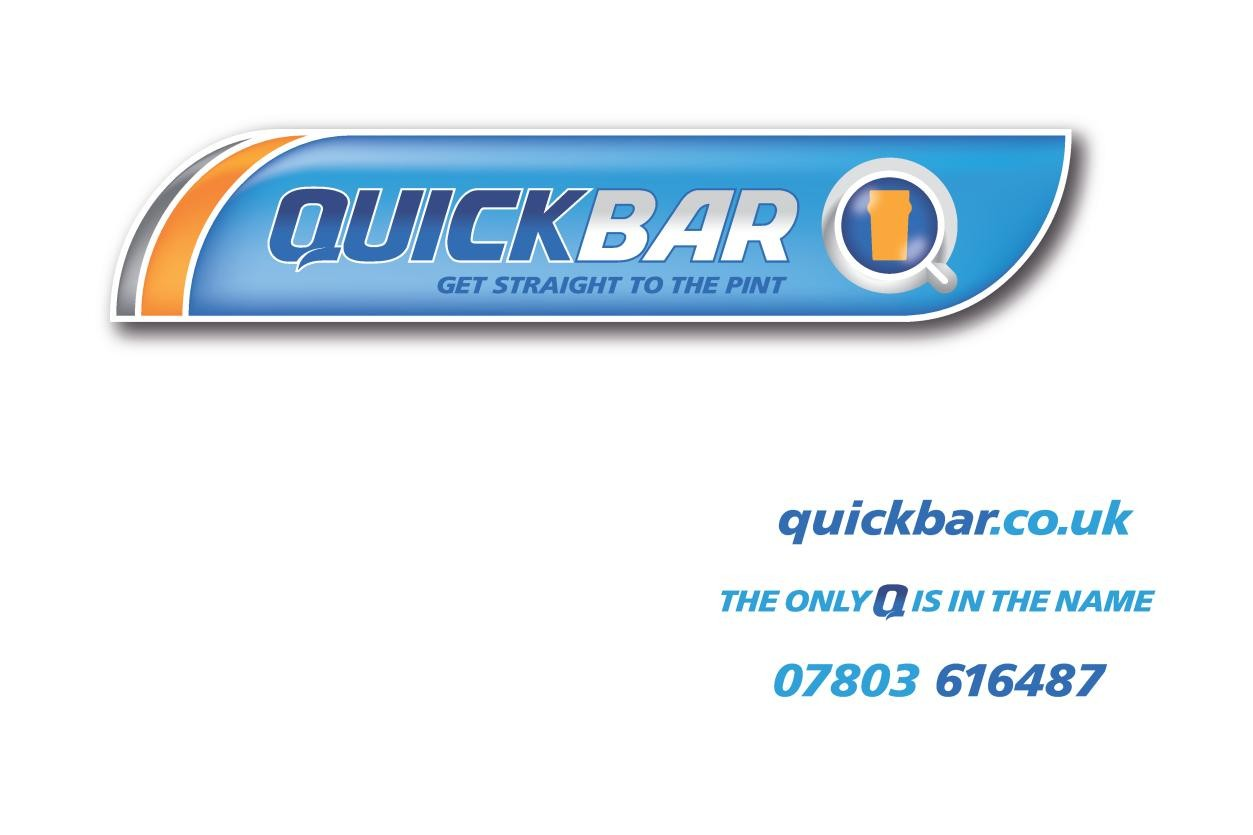 QUICKBAR
GET STRAIGHT TO THE PINT
quickbar.co.uk
THE ONLY Q IS IN THE NAME
07803 616487